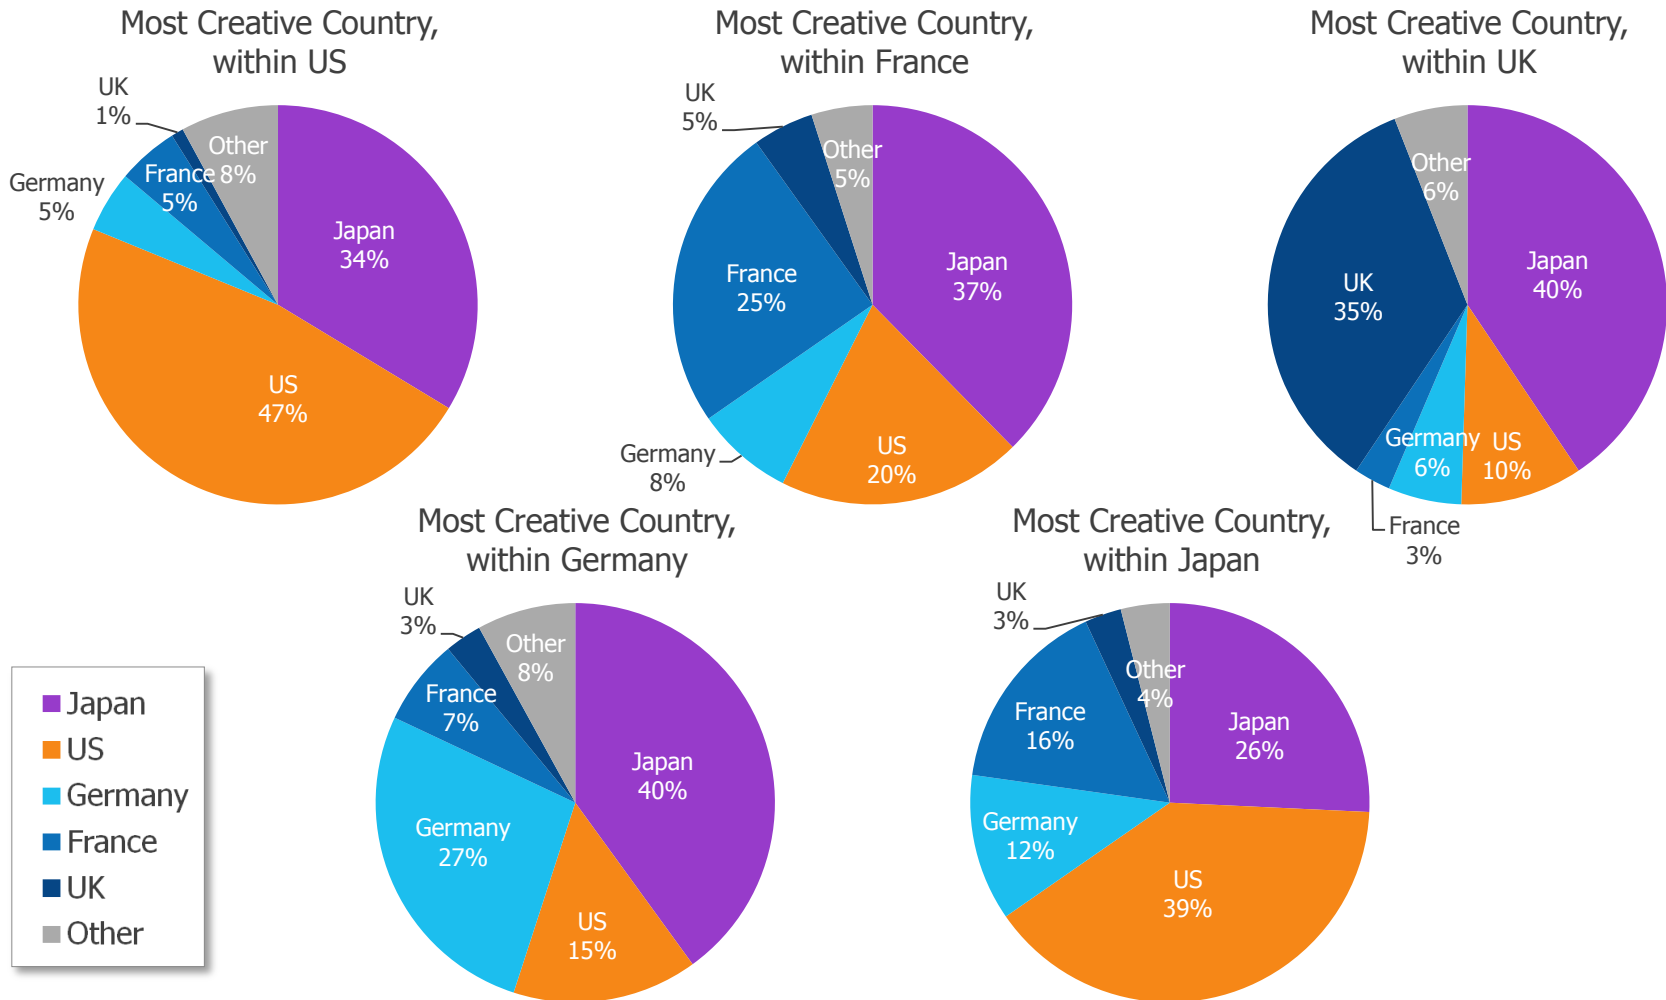 Most Creative Country,
within US
UK
1%
Other
8%
France
5%
Germany
5%
Japan
34%
US
47%
Most Creative Country,
within France
UK
5%
Other
5%
Japan
37%
France
25%
Germany
8%
US
20%
Most Creative Country,
within UK
Other
6%
Japan
40%
UK
35%
Germany
6%
US
10%
France
3%
Most Creative Country,
within Germany
UK
3%
Other
8%
France
7%
Japan
40%
Germany
27%
US
15%
Most Creative Country,
within Japan
UK
3%
Other
4%
France
16%
Japan
26%
Germany
12%
US
39%
Japan
US
Germany
France
UK
Other